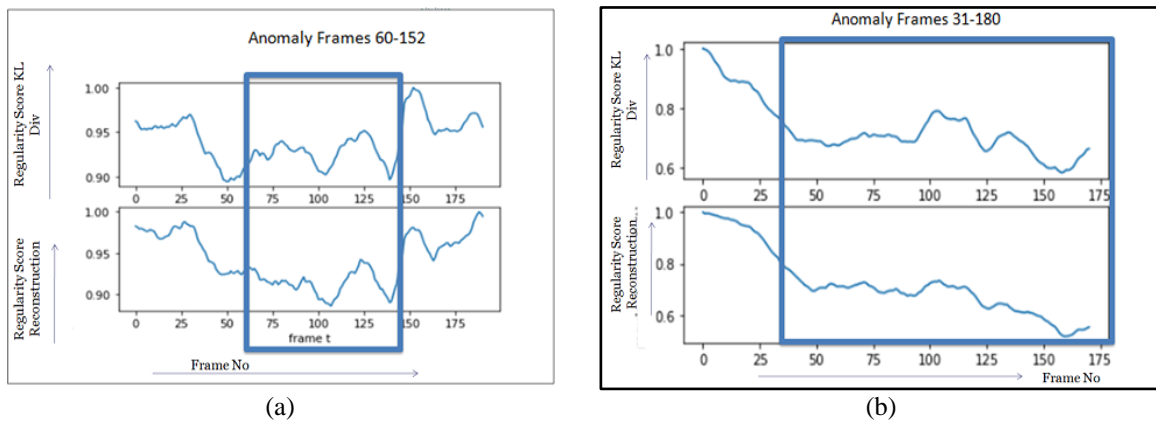 Anomaly Frames 60-152
Regularity Score KL
Div
1.00
0.95
0.90
0 25 50 75 100 125 150 175
Regularity Score
Reconstruction
1.00
0.95
0.90
0 25 50 75 100 125 150 175
frame t
Frame No
(a)
Anomaly Frames 31-180
Regularity Score KL
Div
1.0
0.8
0.6
0 25 50 75 100 125 150 175
Regularity Score
Reconstruction
1.0
0.8
0.6
0 25 50 75 100 125 150 175
Frame No
(b)